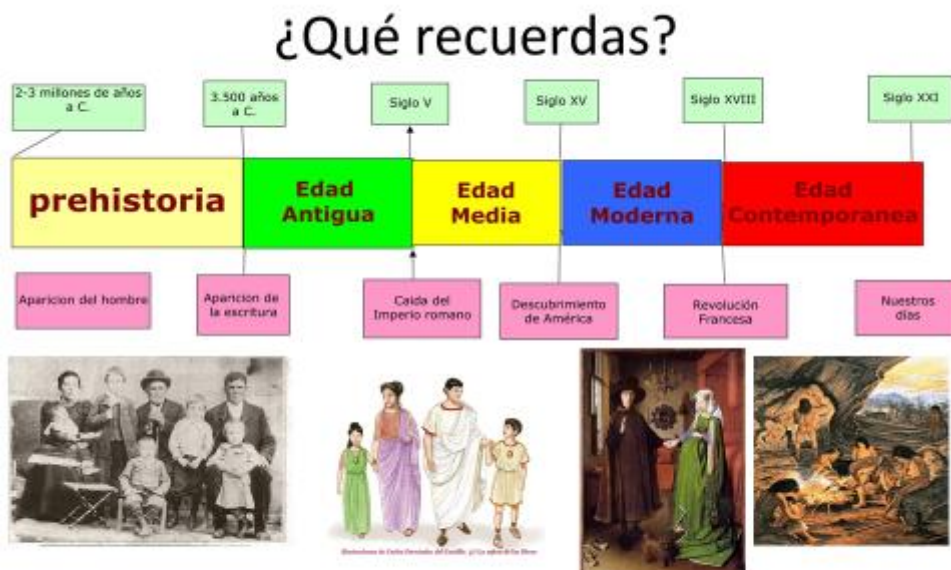 ¿Qué recuerdas?
2-3 millones de años
a C.
3.500 años
a C.
Siglo V
Siglo XV
Siglo XVIII
Siglo XXI
prehistoria
Edad
Antigua
Edad
Media
Edad
Moderna
Edad
Contemporanea
Aparicion del hombre
Aparicion de
la escritura
Caida del
Imperio romano
Descubrimiento
de América
Revolución
Francesa
Nuestros
días